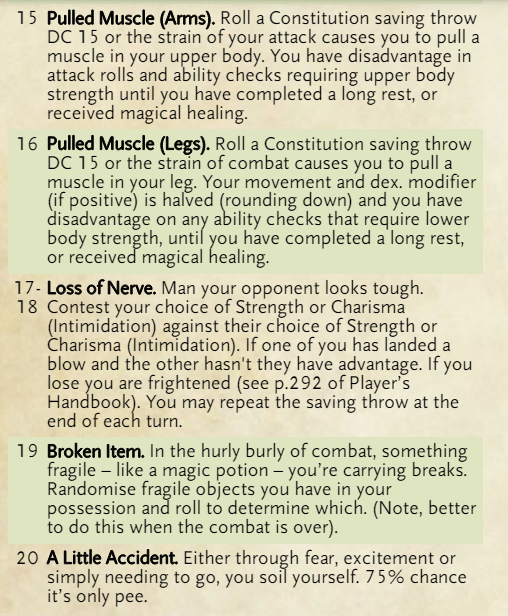 15 Pulled Muscle (Arms). Roll a Constitution saving throw
DC 15 or the strain of your attack causes you to pull a
muscle in your upper body. You have disadvantage in
attack rolls and ability checks requiring upper body
strength until you have completed a long rest, or
received magical healing.
16 Pulled Muscle (Legs). Roll a Constitution saving throw
DC 15 or the strain of combat causes you to pull a
muscle in your leg. Your movement and dex. modifier
(if positive) is halved (rounding down) and you have
disadvantage on any ability checks that require lower
body strength, until you have completed a long rest,
or received magical healing.
17- Loss of Nerve. Man your opponent looks tough.
18 Contest your choice of Strength or Charisma
(Intimidation) against their choice of Strength or
Charisma (Intimidation). If one of you has landed a
blow and the other hasn't they have advantage. If you
lose you are frightened (see p.292 of Player's
Handbook). You may repeat the saving throw at the
end of each turn.
19 Broken Item. In the hurly burly of combat, something
fragile – like a magic potion – you're carrying breaks.
Randomise fragile objects you have in your
possession and roll to determine which. (Note, better
to do this when the combat is over).
20 A Little Accident. Either through fear, excitement or
simply needing to go, you soil yourself. 75% chance
it's only pee.